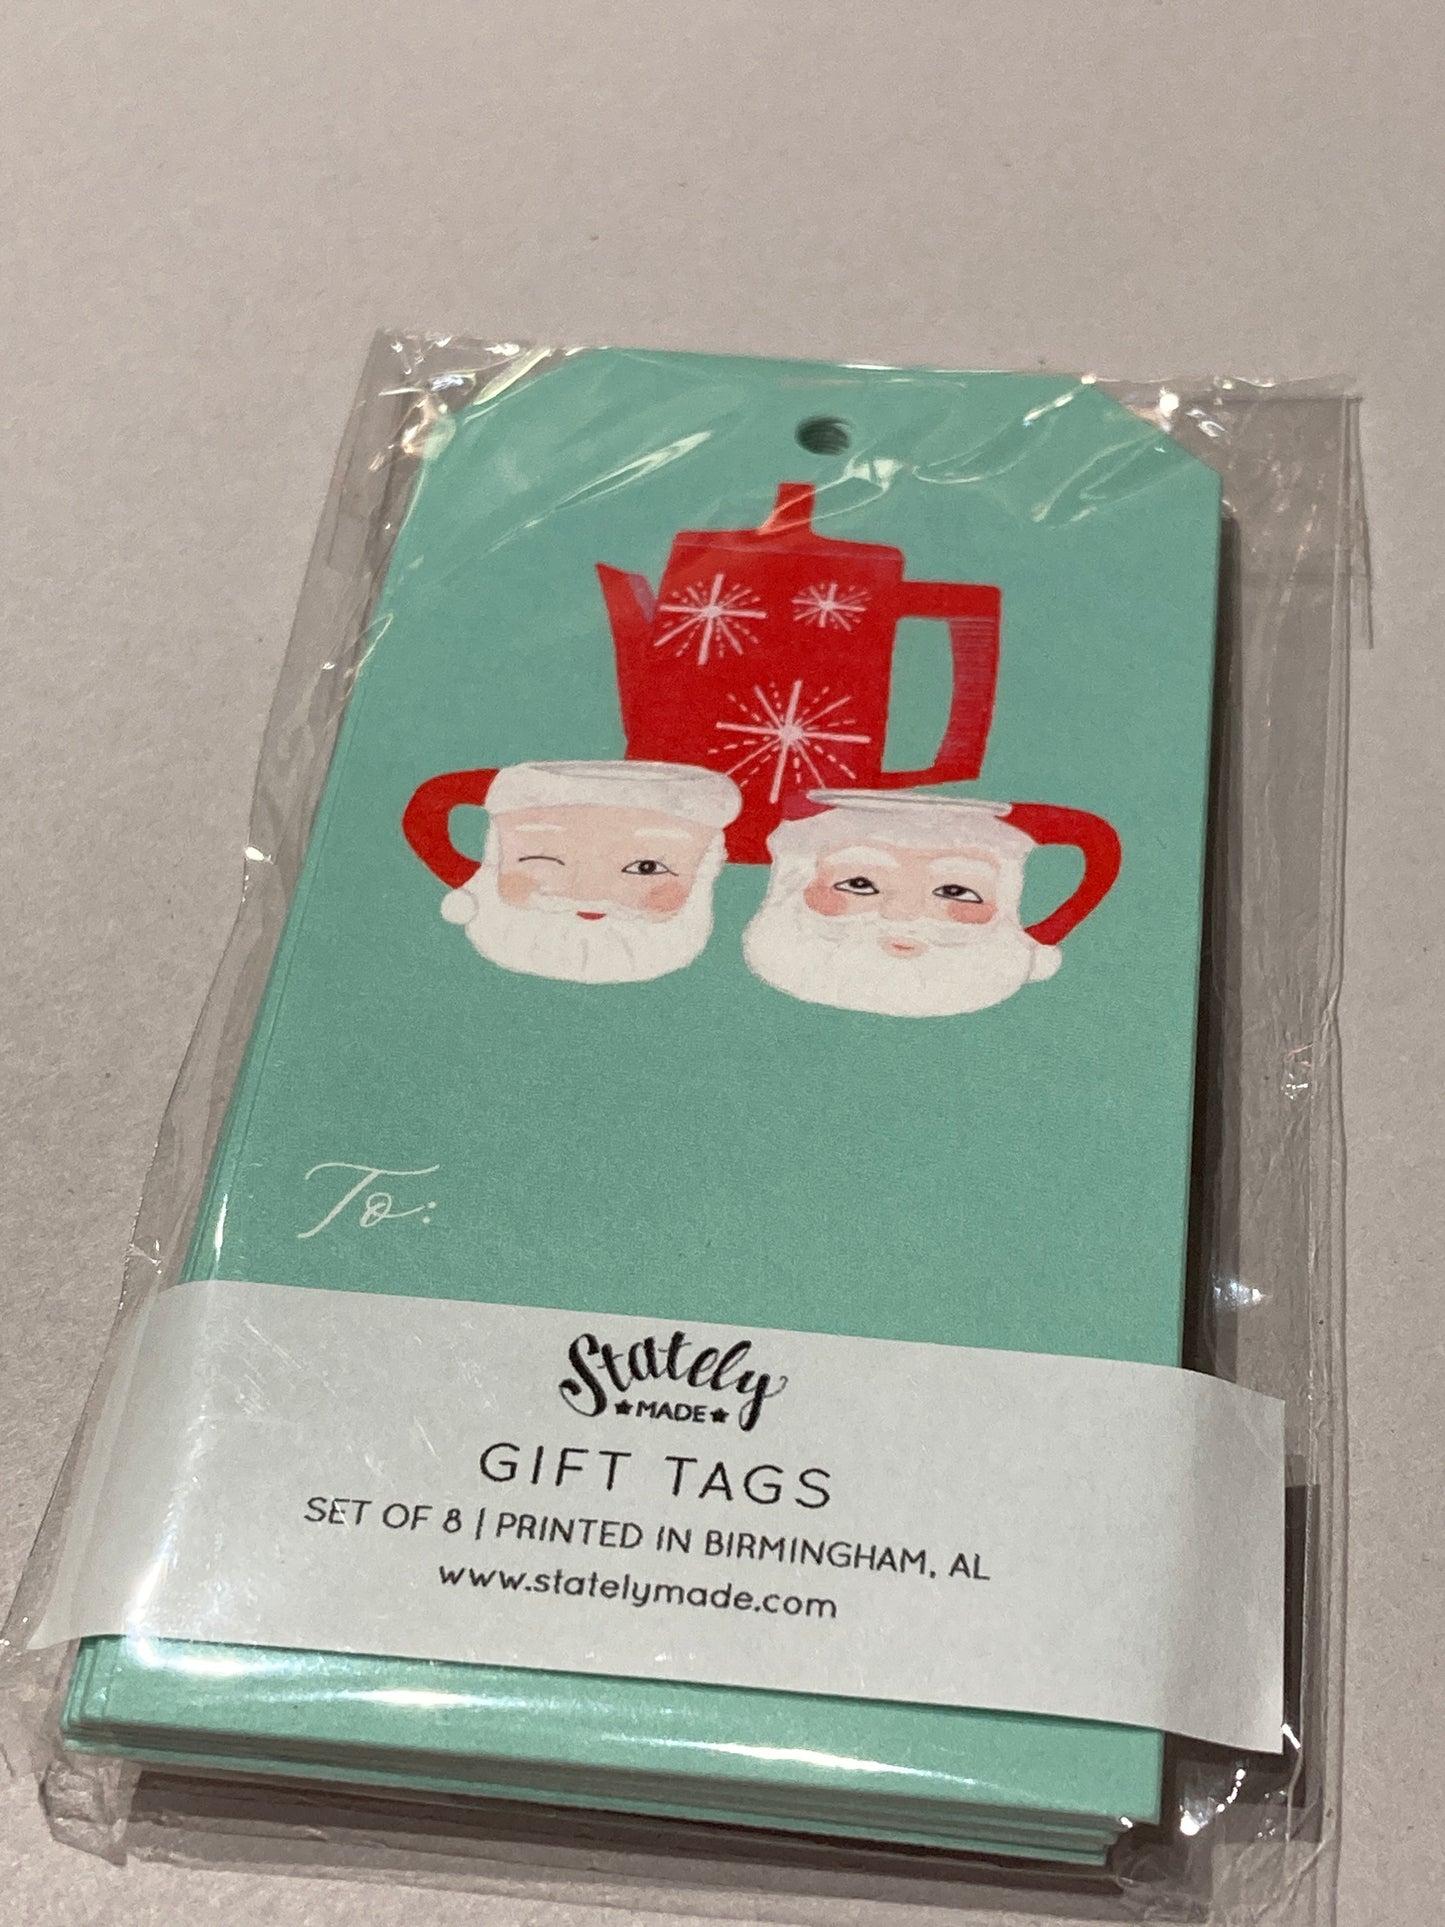 To:
Stately
★MADE★
GIFT TAGS
SET OF 8 | PRINTED IN BIRMINGHAM, AL
www.statelymade.com